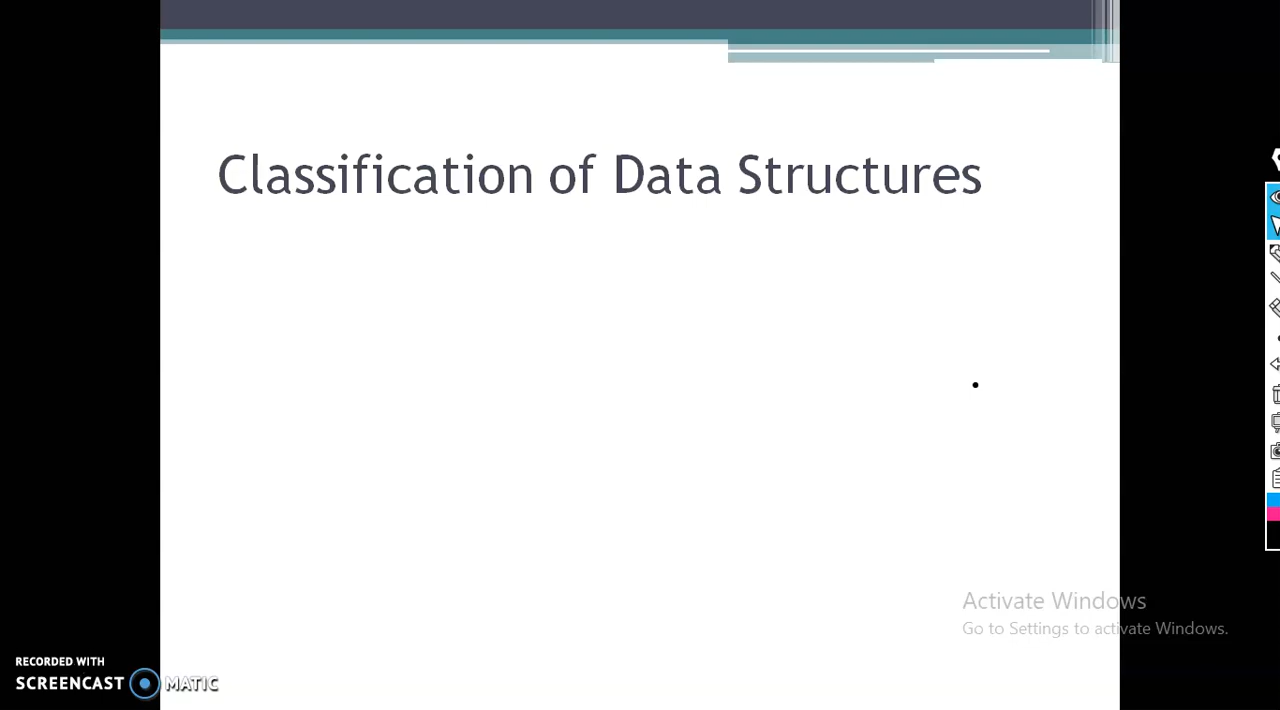 Classification of Data Structures
Activate Windows
Go to Settings to activate Windows.
RECORDED WITH
SCREENCAST MATIC